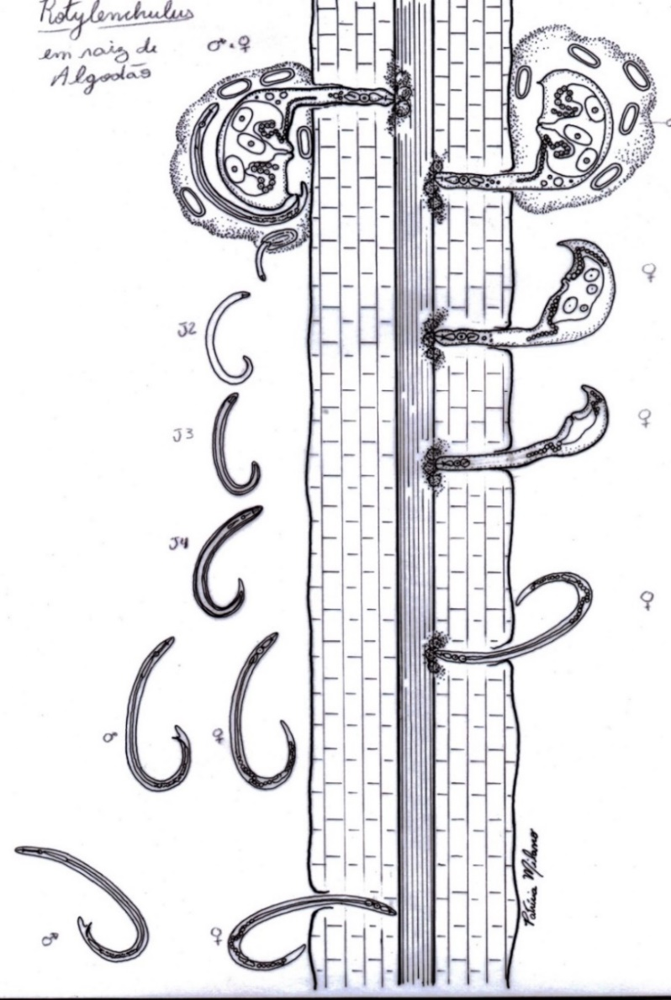 Rotylenchulus
em raiz de
Algodão
♂ + ♀
♀
J2
♀
J3
J4
♀
♂ ♀
♂ ♀
Patrícia Milano